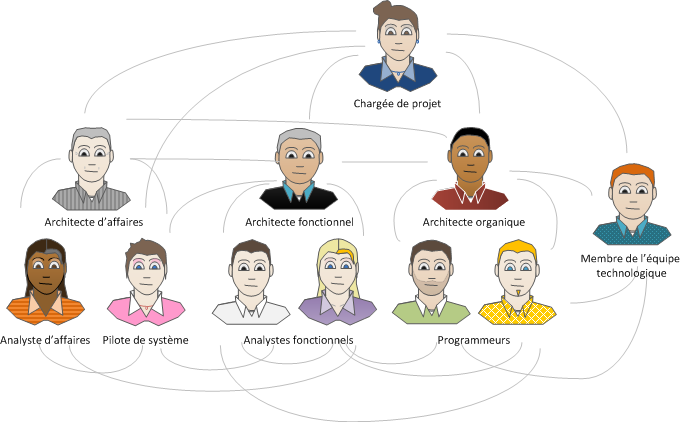 Chargée de projet
Architecte d’affaires
Architecte fonctionnel
Architecte organique
Membre de l’équipe
technologique
Analyste d’affaires
Pilote de système
Analystes fonctionnels
Programmeurs